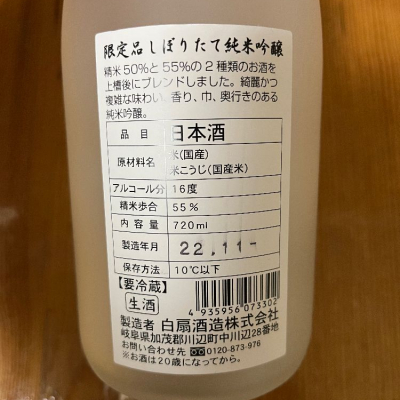 限定品しぼりたて純米吟醸
精米50%と55%の2種類のお酒を
上槽後にブレンドしました。綺麗かつ
複雑な味わい、香り、巾、奥行きのある
純米吟醸。
品目 日本酒
原材料名 米(国産)
米こうじ(国産米)
アルコール分 16度
精米歩合 55%
内容量 720ml
製造年月 22.11-
保存方法 10℃以下
【要冷蔵】
生酒
4935956073302
製造者 白扇酒造株式会社
岐阜県加茂郡川辺町中川辺28番地
お問い合わせ先 0120-873-976
※お酒は20歳になってから。